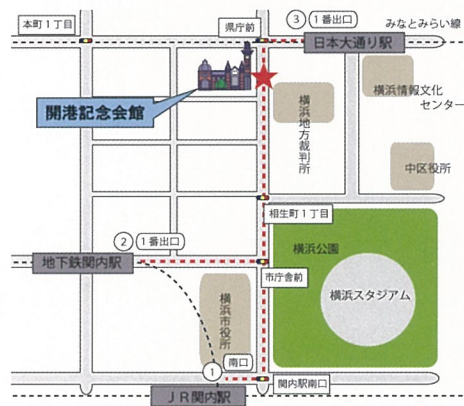 本町1丁目
県庁前
③ 1番出口
みなとみらい線
日本大通り駅
開港記念会館
横浜地方裁判所
横浜情報文化
センター
中区役所
相生町1丁目
② 1番出口
地下鉄関内駅
横浜公園
市庁舎前
横浜スタジアム
横浜市役所
① 南口
関内駅南口
JR関内駅